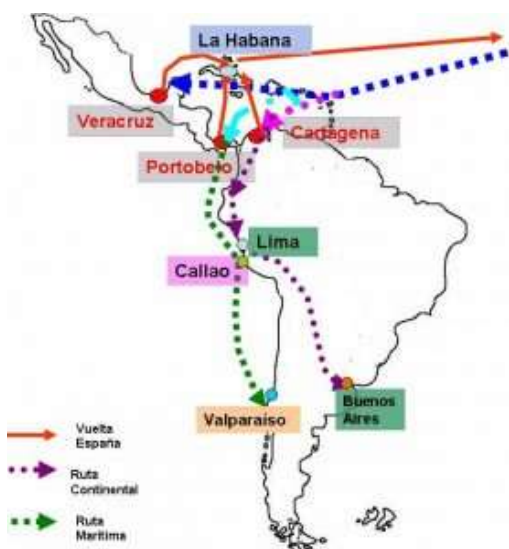 La Habana
Veracruz
Cartagena
Portobelo
Lima
Callao
Valparaíso
Buenos
Aires
Vuelta
España
Ruta
Continental
Ruta
Marítima